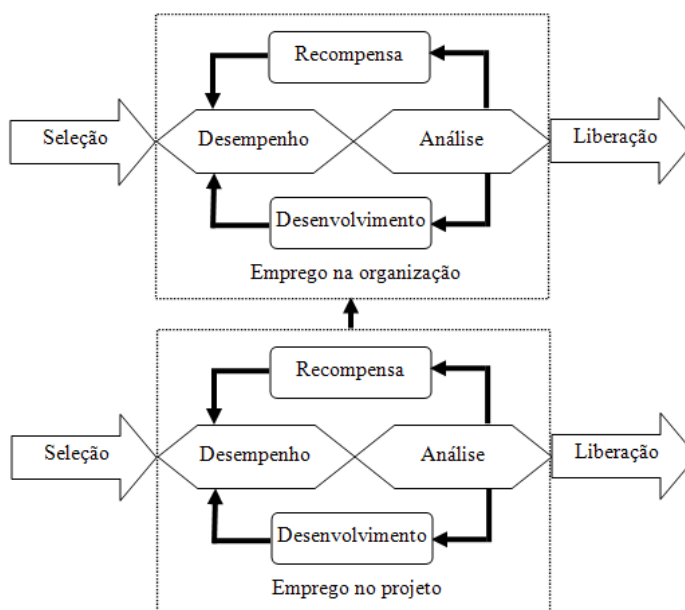 Recompensa
Seleção
Desempenho
Análise
Liberação
Desenvolvimento
Emprego na organização
Recompensa
Seleção
Desempenho
Análise
Liberação
Desenvolvimento
Emprego no projeto